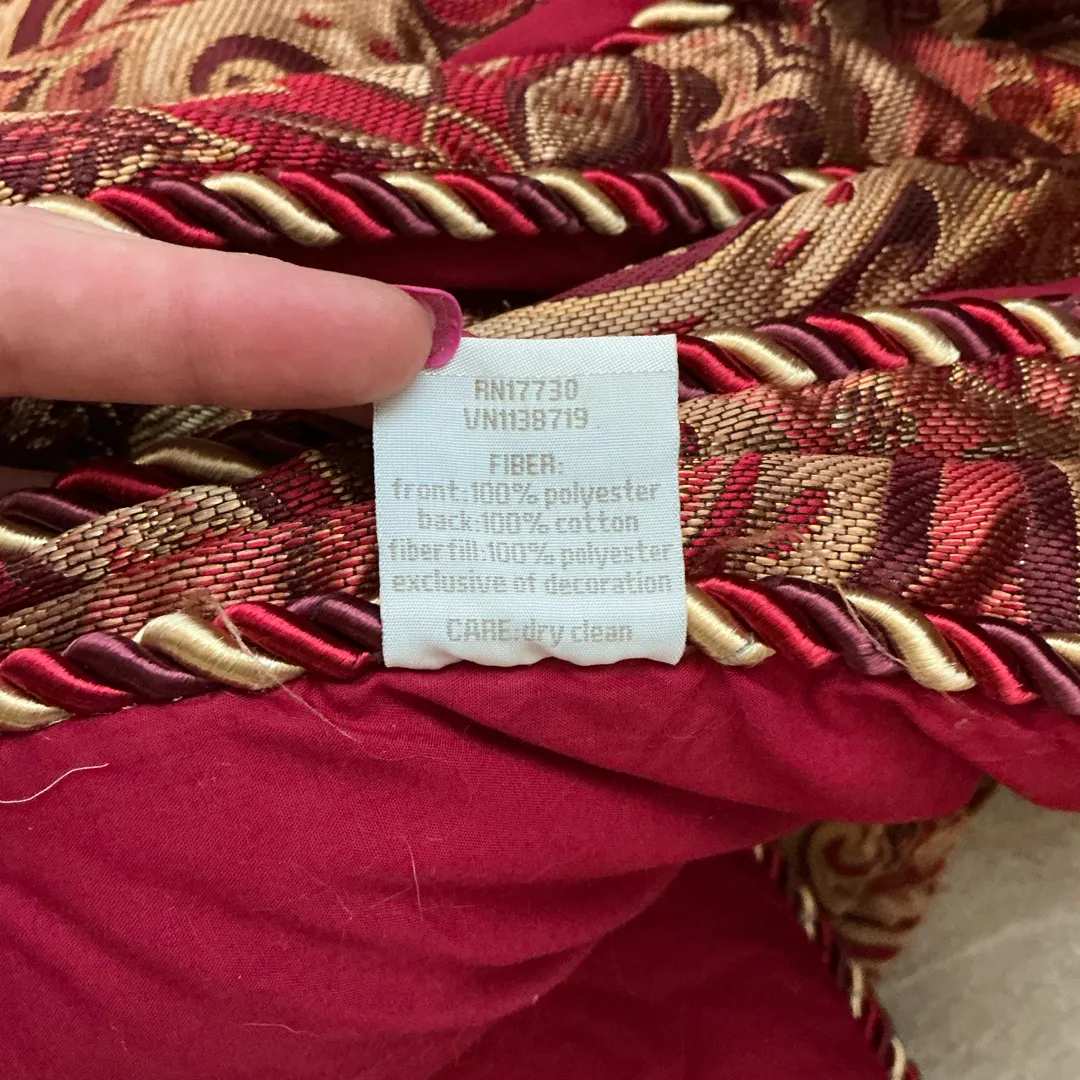 RN17730
VN1138719
FIBER:
front:100% polyester
back:100% cotton
fiber fill:100% polyester
exclusive of decoration
CARE:dry clean